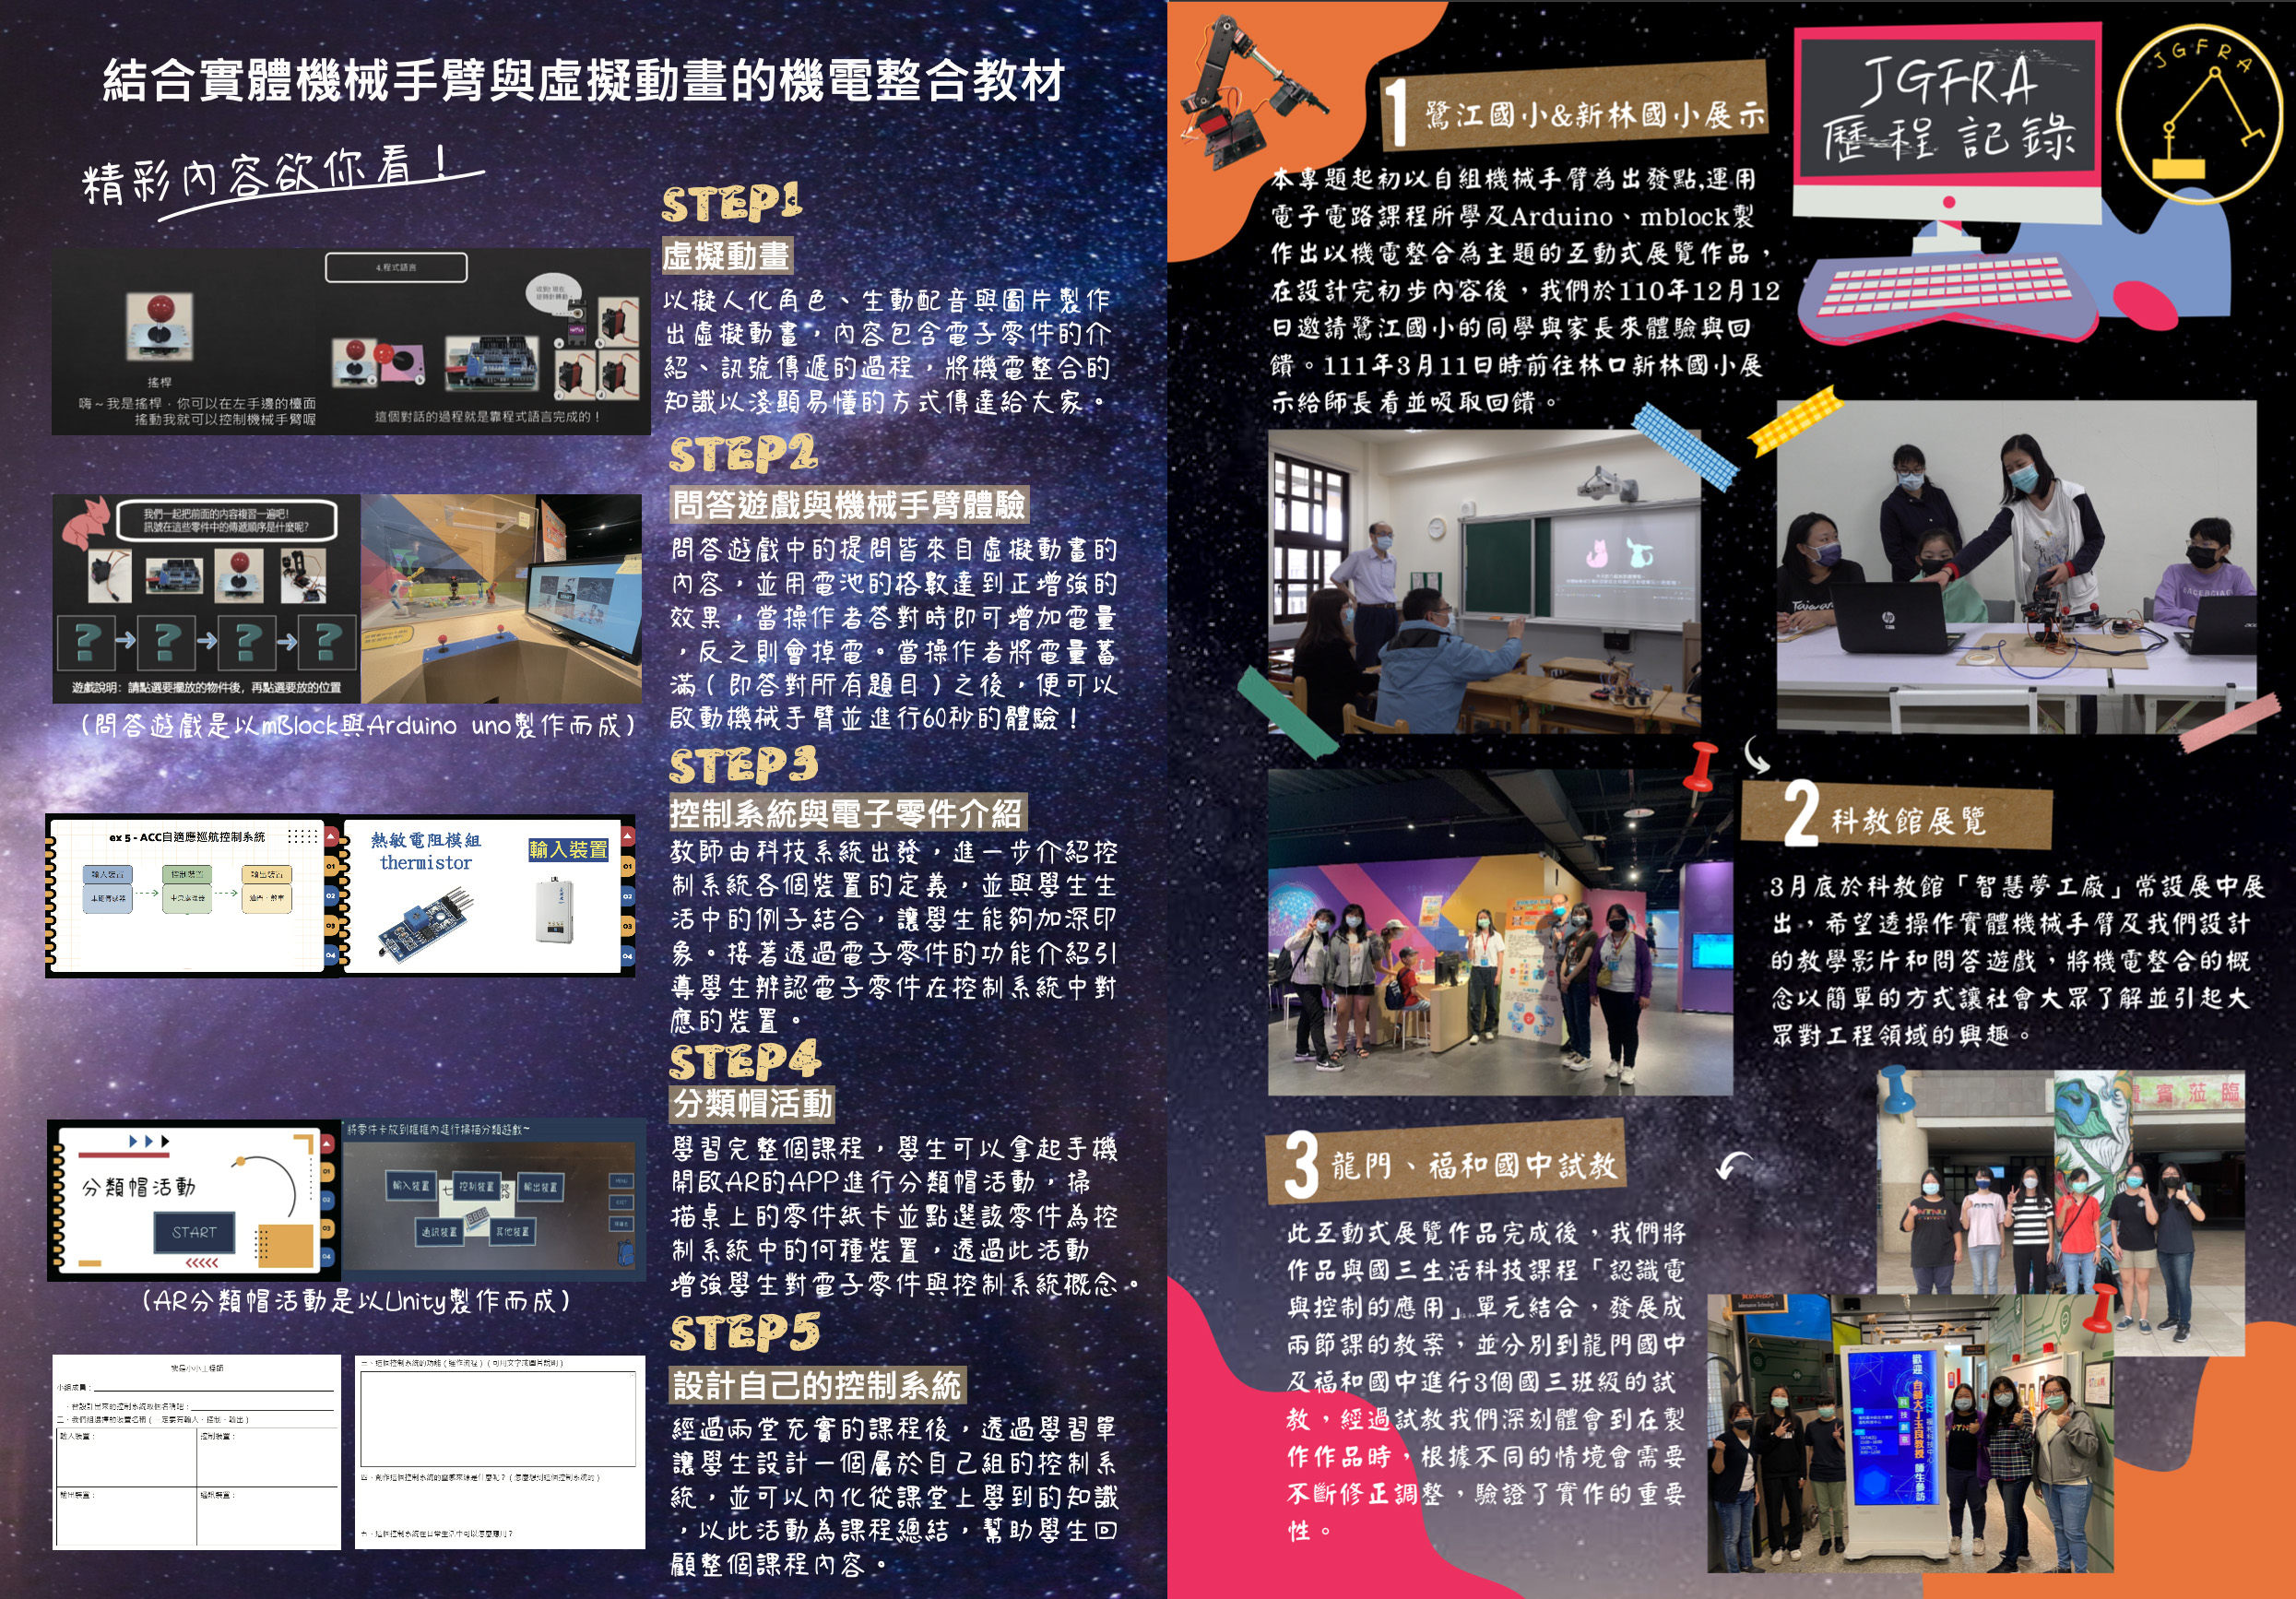 結合實體機械手臂與虛擬動畫的機電整合教材
精彩內容欲你看！
4.程式語言
搖桿
嗨～我是搖桿，你可以在左手邊的檯面
搖動我就可以控制機械手臂喔
這個對話的過程就是靠程式語言完成的！
我們一起把前面的內容複習一遍吧！
訊號在這些零件中的傳遞順序是什麼呢？
遊戲說明：請點選要擺放的物件後，再點選要放的位置
(問答遊戲是以mBlock與Arduino uno製作而成)
ex 5 - ACC自適應巡航控制系統
輸入裝置
控制裝置
輸出裝置
熱敏電阻模組
thermistor
輸入裝置
01
02
03
04
分類帽活動
START
將零件卡放到框框內進行掃描分類遊戲~
輸入裝置
控制裝置
輸出裝置
通訊裝置
其他裝置
(AR分類帽活動是以Unity製作而成)
小組成員：
輸入裝置：
控制裝置：
輸出裝置：
通訊裝置：
STEP1
虛擬動畫
以擬人化角色、生動配音與圖片製作
出虛擬動畫，內容包含電子零件的介
紹、訊號傳遞的過程，將機電整合的
知識以淺顯易懂的方式傳達給大家。
STEP2
問答遊戲與機械手臂體驗
問答遊戲中的提問皆來自虛擬動畫的
內容，並用電池的格數達到正增強的
效果，當操作者答對時即可增加電量
，反之則會掉電。當操作者將電量蓄
滿（即答對所有題目）之後，便可以
啟動機械手臂並進行60秒的體驗！
STEP3
控制系統與電子零件介紹
教師由科技系統出發，進一步介紹控
制系統各個裝置的定義，並與學生生
活中的例子結合，讓學生能夠加深印
象。接著透過電子零件的功能介紹引
導學生辨認電子零件在控制系統中對
應的裝置。
STEP4
分類帽活動
學習完整個課程，學生可以拿起手機
開啟AR的APP進行分類帽活動，掃
描桌上的零件紙卡並點選該零件為控
制系統中的何種裝置，透過此活動
增強學生對電子零件與控制系統概念。
STEP5
設計自己的控制系統
經過兩堂充實的課程後，透過學習單
讓學生設計一個屬於自己組的控制系
統，並可以內化從課堂上學到的知識
，以此活動為課程總結，幫助學生回
顧整個課程內容。
JGFRA
歷程記錄
JGFRA
1 鷺江國小&新林國小展示
本專題起初以自組機械手臂為出發點,運用
電子電路課程所學及Arduino、mblock製
作出以機電整合為主題的互動式展覽作品，
在設計完初步內容後，我們於110年12月12
日邀請鷺江國小的同學與家長來體驗與回
饋。111年3月11日時前往林口新林國小展
示給師長看並吸取回饋。
2 科教館展覽
3月底於科教館「智慧夢工廠」常設展中展
出，希望透操作實體機械手臂及我們設計
的教學影片和問答遊戲，將機電整合的概
念以簡單的方式讓社會大眾了解並引起大
眾對工程領域的興趣。
貴賓蒞臨
3 龍門、福和國中試教
此互動式展覽作品完成後，我們將
作品與國三生活科技課程「認識電
與控制的應用」單元結合，發展成
兩節課的教案，並分別到龍門國中
及福和國中進行3個國三班級的試
教，經過試教我們深刻體會到在製
作作品時，根據不同的情境會需要
不斷修正調整，驗證了實作的重要
性。